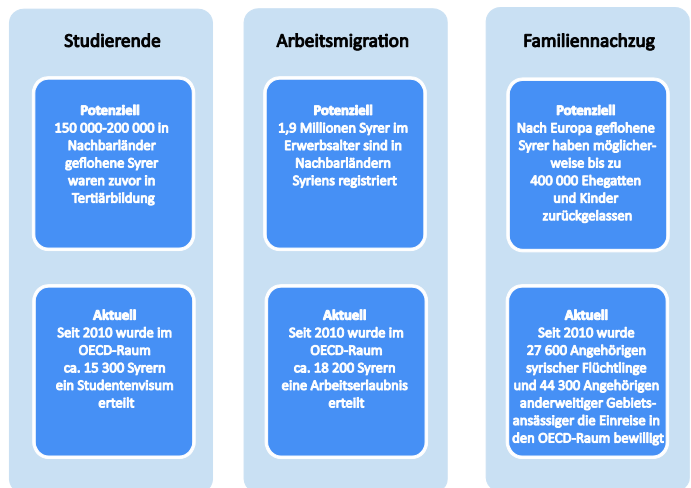 Studierende
Potenziell
150 000-200 000 in
Nachbarländer
geflohene Syrer
waren zuvor in
Tertiärbildung
Aktuell
Seit 2010 wurde im
OECD-Raum
ca. 15 300 Syrern
ein Studentenvisum
erteilt
Arbeitsmigration
Potenziell
1,9 Millionen Syrer im
Erwerbsalter sind in
Nachbarländern
Syriens registriert
Aktuell
Seit 2010 wurde im
OECD-Raum
ca. 18 200 Syrern
eine Arbeitserlaubnis
erteilt
Familiennachzug
Potenziell
Nach Europa geflohene
Syrer haben möglicher-
weise bis zu
400 000 Ehegatten
und Kinder
zurückgelassen
Aktuell
Seit 2010 wurde
27 600 Angehörigen
syrischer Flüchtlinge
und 44 300 Angehörigen
anderweitiger Gebiets-
ansässiger die Einreise in
den OECD-Raum bewilligt